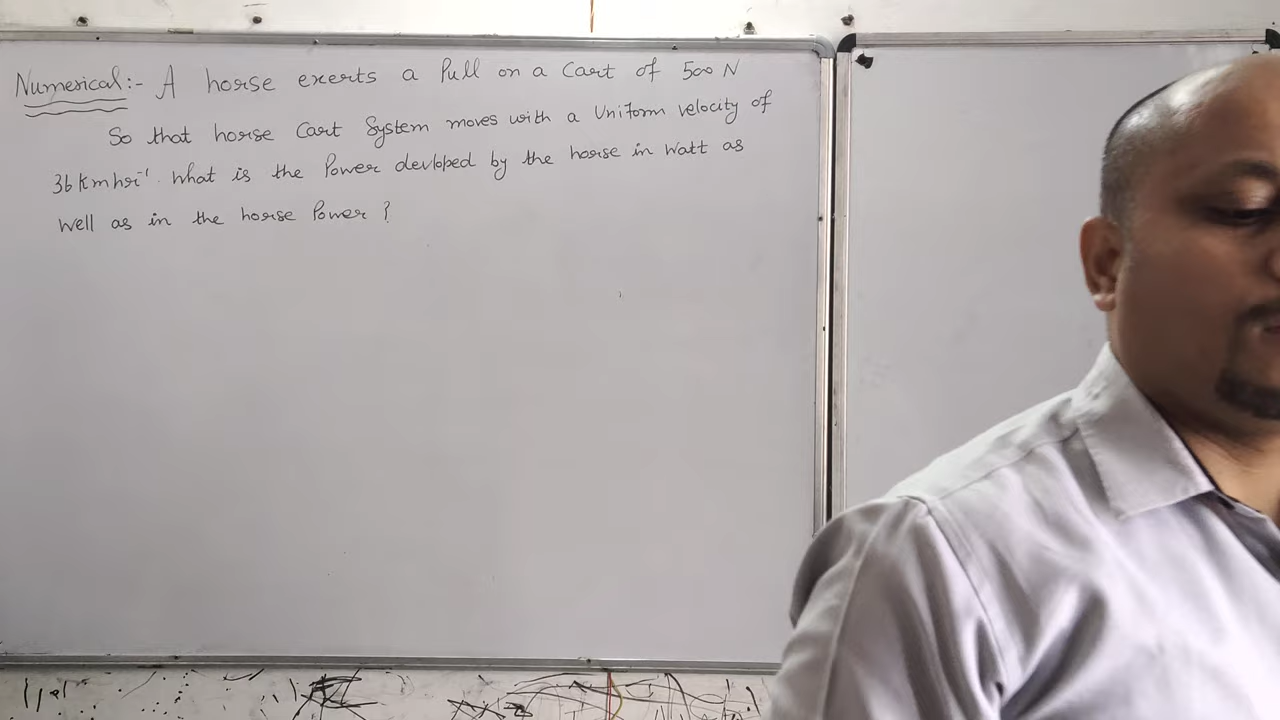 Numerical:- A horse exerts a Pull on a Cart of 500 N
So that horse Cart System moves with a Uniform velocity of
36 Km hr⁻¹. What is the Power devloped by the horse in Watt as
well as in the horse Power ?